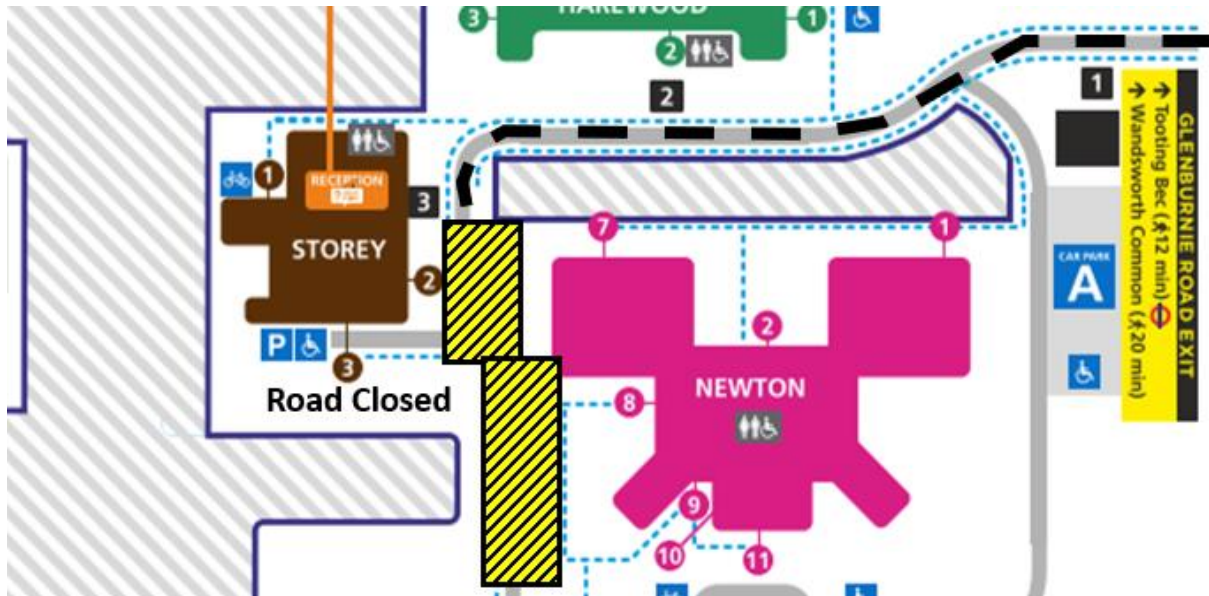 HAREWOOD
3
1
2
2
1
RECEPTION
1
3
STOREY
2
P
3
Road Closed
7
1
2
NEWTON
8
9
10
11
CAR PARK
A
GLENBURNIE ROAD EXIT
Tooting Bec (12 min)
Wandsworth Common (20 min)